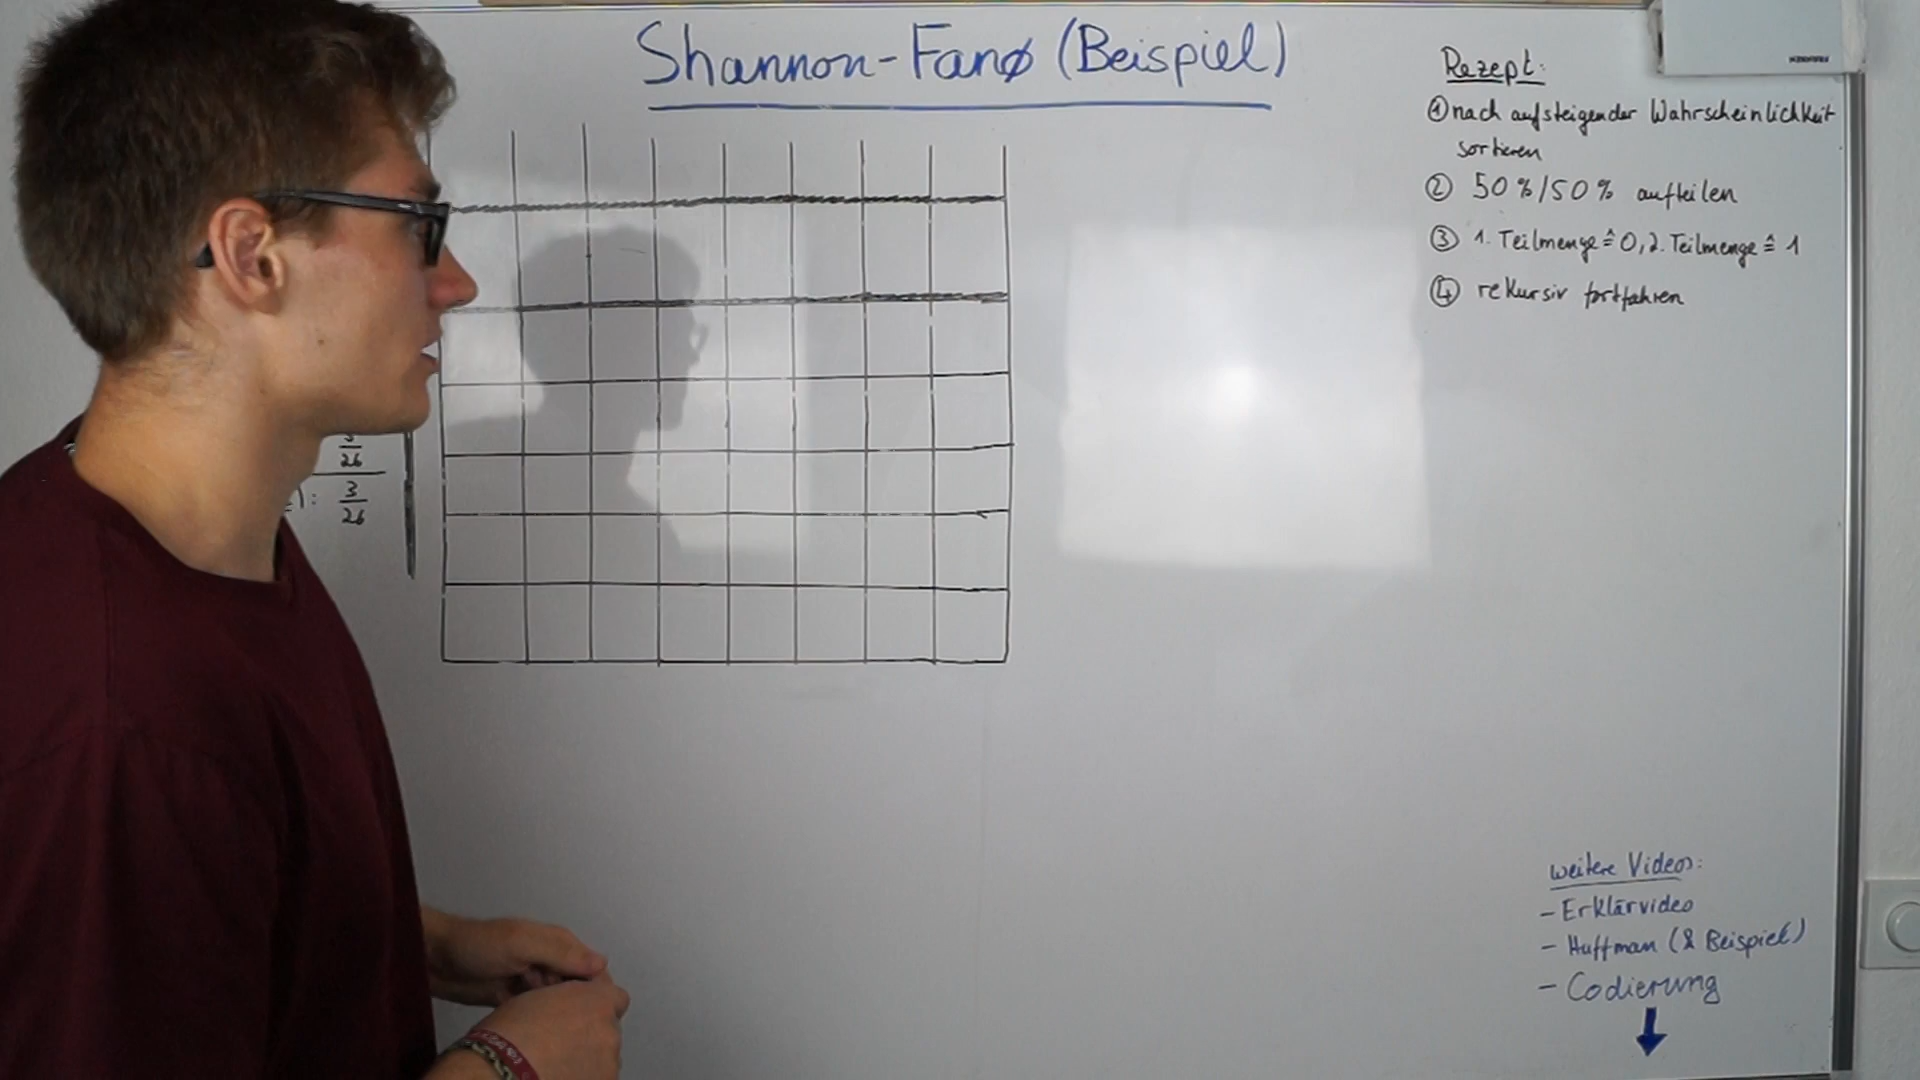 Shannon-Fanø (Beispiel)
Rezept:
① nach aufsteigender Wahrscheinlichkeit
sortieren
② 50%/50% aufteilen
③ 1. Teilmenge ≙ 0, 2. Teilmenge ≙ 1
④ rekursiv fortfahren
26
): 3
26
weitere Videos:
- Erklärvideo
- Huffman (& Beispiel)
- Codierung